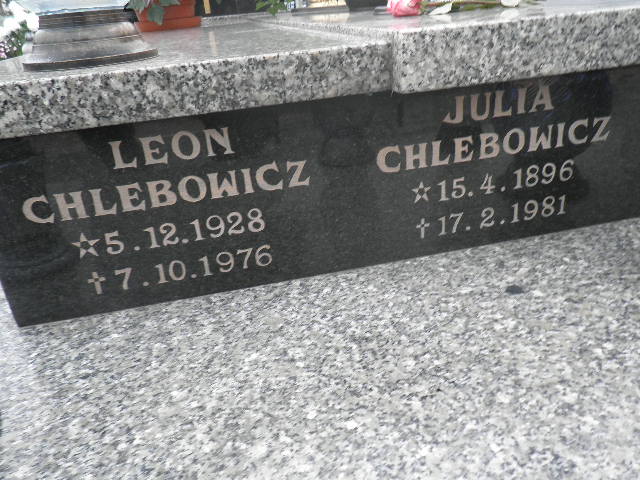 LEON
CHLEBOWICZ
☆5.12.1928
✝7.10.1976
JULIA
CHLEBOWICZ
☆15.4.1896
✝17.2.1981